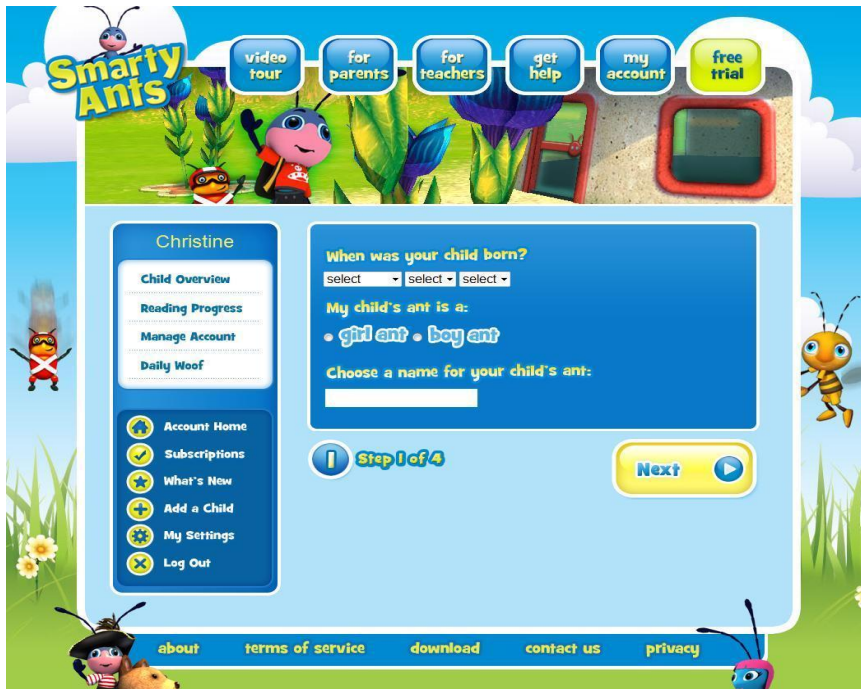 Smarty
Ants
video
tour
for
parents
for
teachers
get
help
my
account
free
trial
Christine
Child Overview
Reading Progress
Manage Account
Daily Woof
Account Home
Subscriptions
What's New
Add a Child
My Settings
Log Out
When was your child born?
select select select
My child's ant is a:
girl ant boy ant
Choose a name for your child's ant:
1 Step 1 of 4
Next
about terms of service download contact us privacy